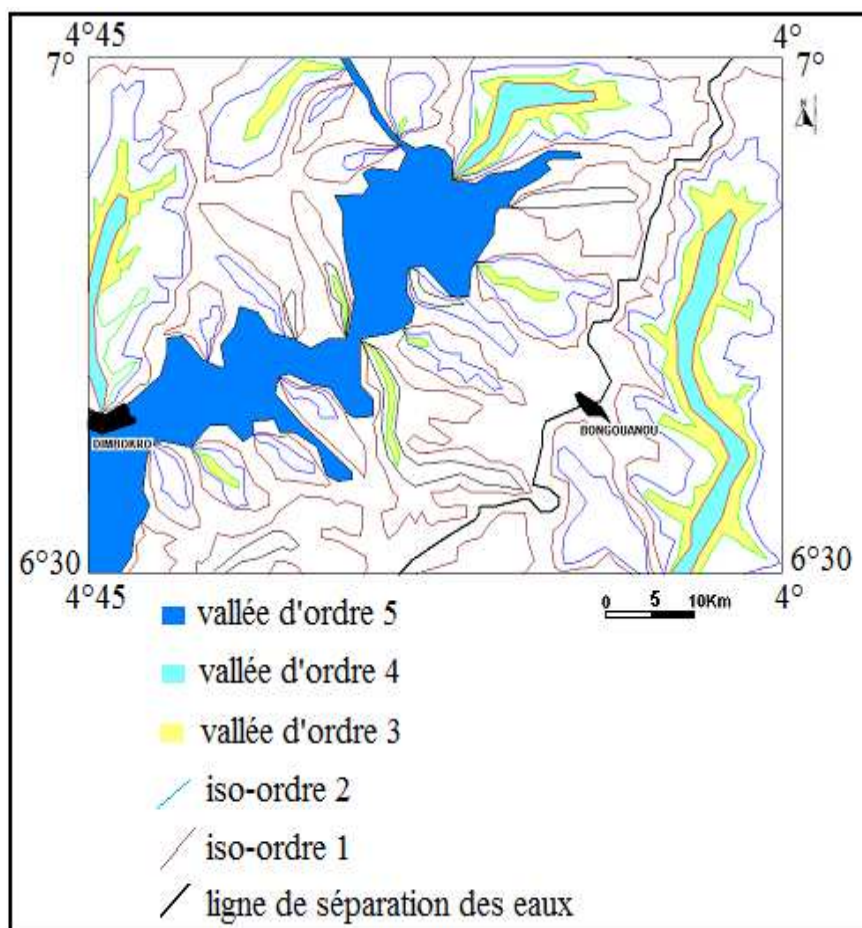 4°45 4°
7° 7°
N
DIMBOKRO
BONGOUANOU
6°30 6°30
4°45 4°
0 5 10Km
vallée d'ordre 5
vallée d'ordre 4
vallée d'ordre 3
iso-ordre 2
iso-ordre 1
ligne de séparation des eaux